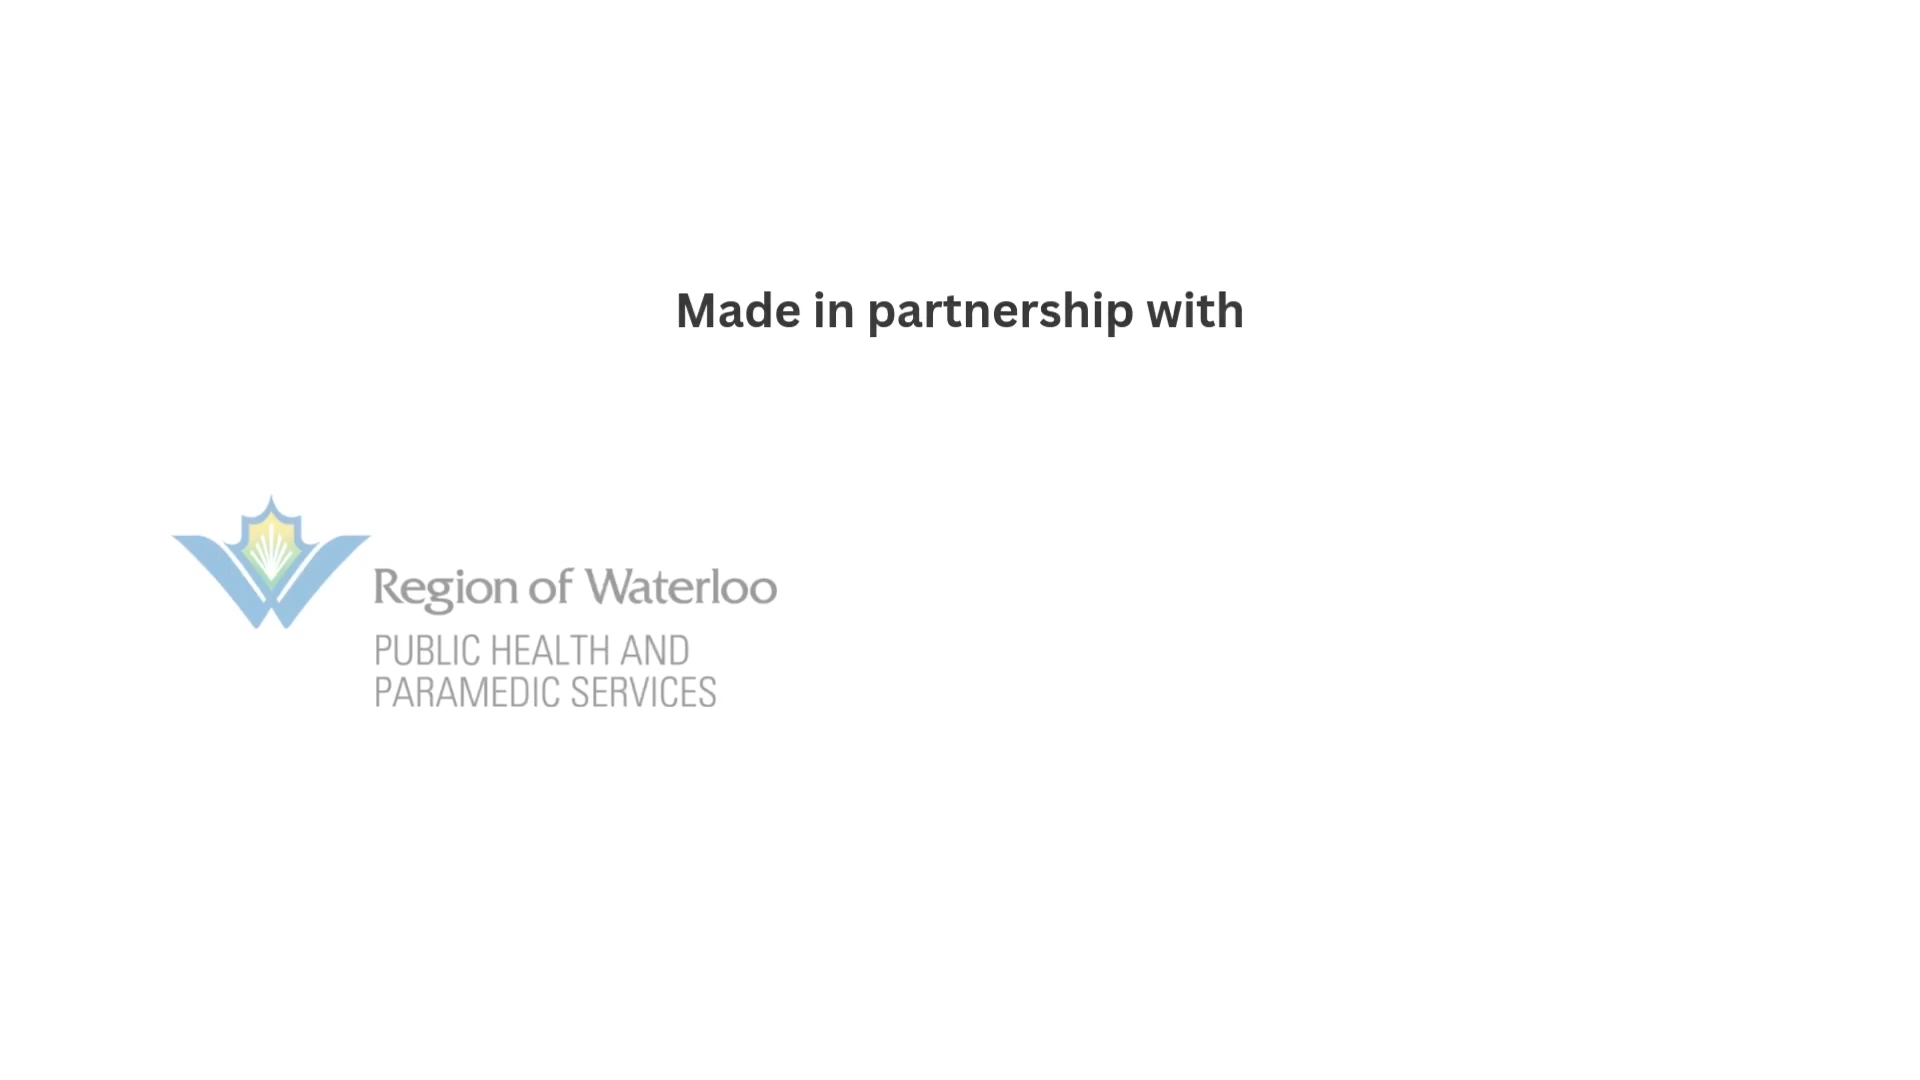 Made in partnership with
Region of Waterloo
PUBLIC HEALTH AND
PARAMEDIC SERVICES